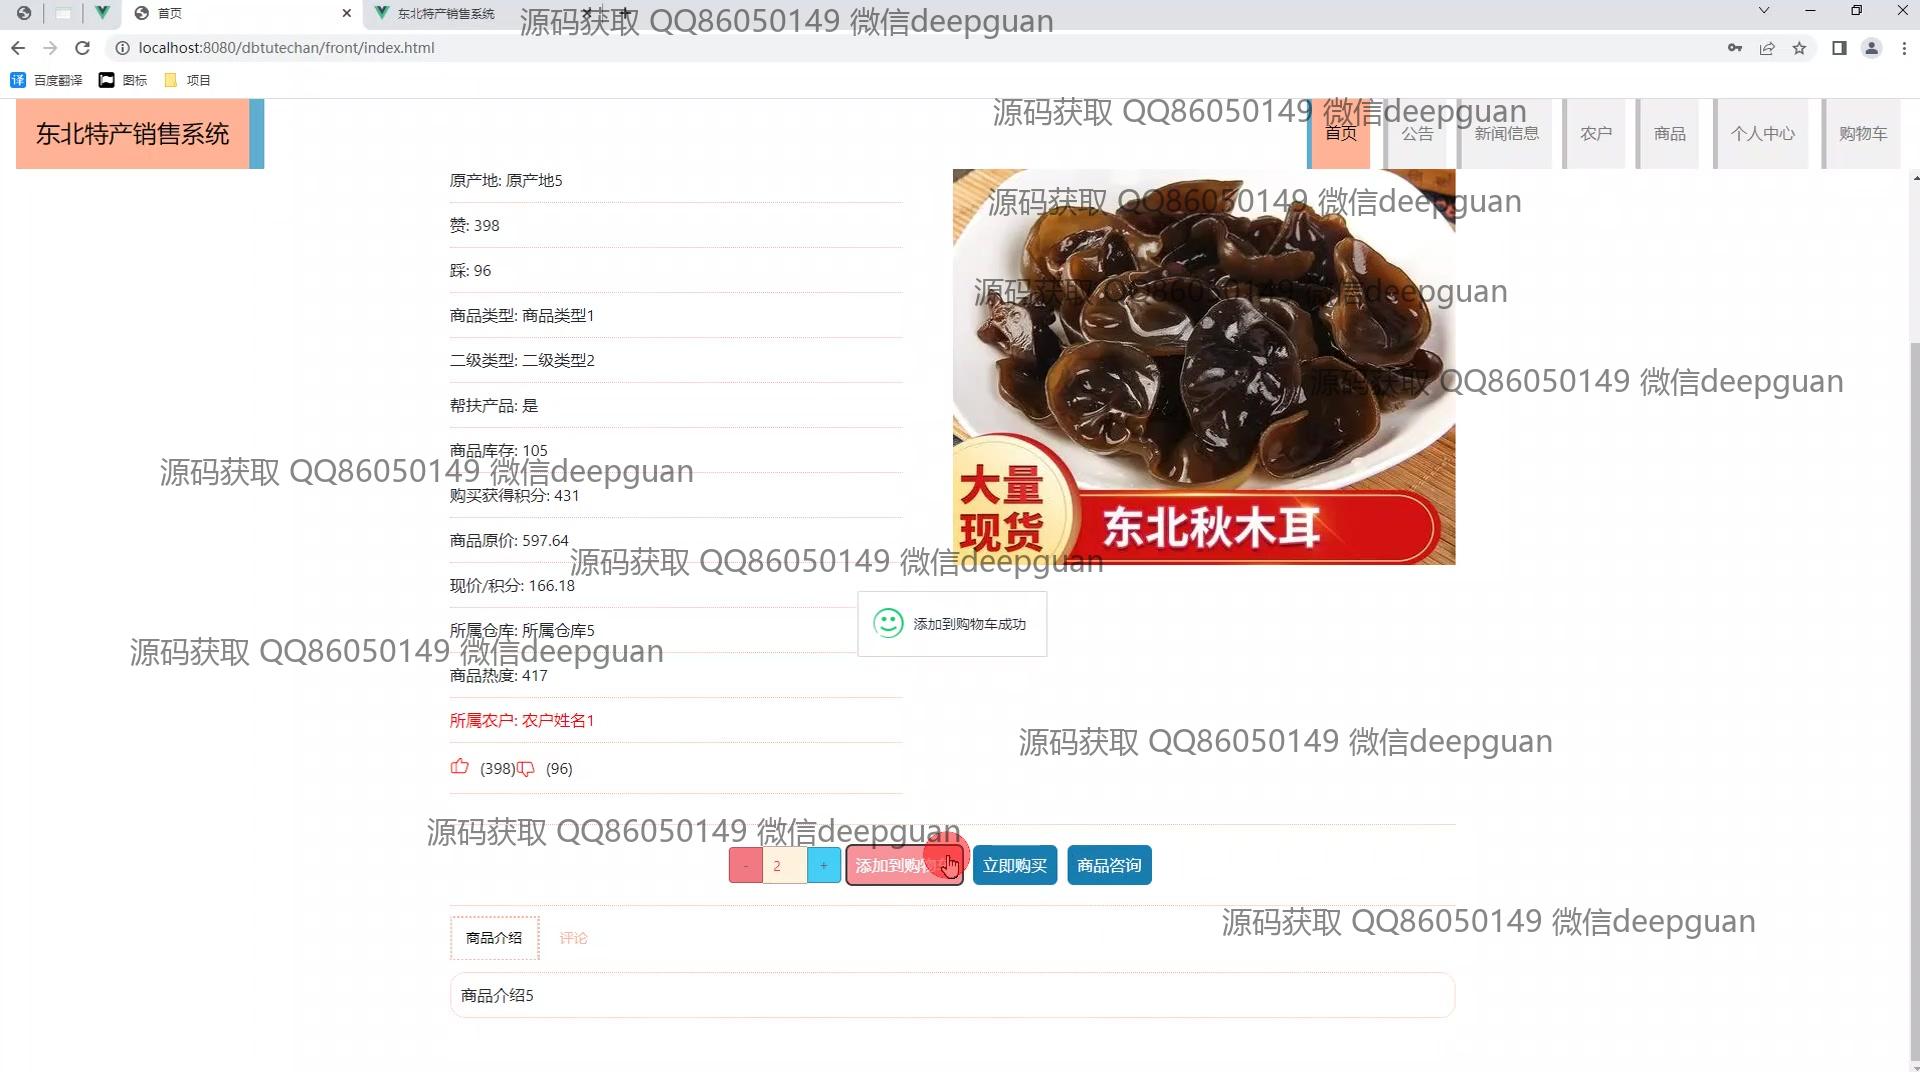 首页
东北特产销售系统
源码获取 QQ86050149 微信deepguan
localhost:8080/dbtutechan/front/index.html
百度翻译
图标
项目
东北特产销售系统
源码获取 QQ86050149 微信deepguan
首页
公告
新闻信息
农户
商品
个人中心
购物车
原产地: 原产地5
源码获取 QQ86050149 微信deepguan
赞: 398
踩: 96
源码获取 QQ86050149 微信deepguan
商品类型: 商品类型1
二级类型: 二级类型2
源码获取 QQ86050149 微信deepguan
帮扶产品: 是
商品库存: 105
源码获取 QQ86050149 微信deepguan
购买获得积分: 431
大量
现货
东北秋木耳
商品原价: 597.64
源码获取 QQ86050149 微信deepguan
现价/积分: 166.18
添加到购物车成功
所属仓库: 所属仓库5
源码获取 QQ86050149 微信deepguan
商品热度: 417
所属农户: 农户姓名1
源码获取 QQ86050149 微信deepguan
(398)
(96)
源码获取 QQ86050149 微信deepguan
- 2 +
添加到购物车
立即购买
商品咨询
源码获取 QQ86050149 微信deepguan
商品介绍
评论
商品介绍5